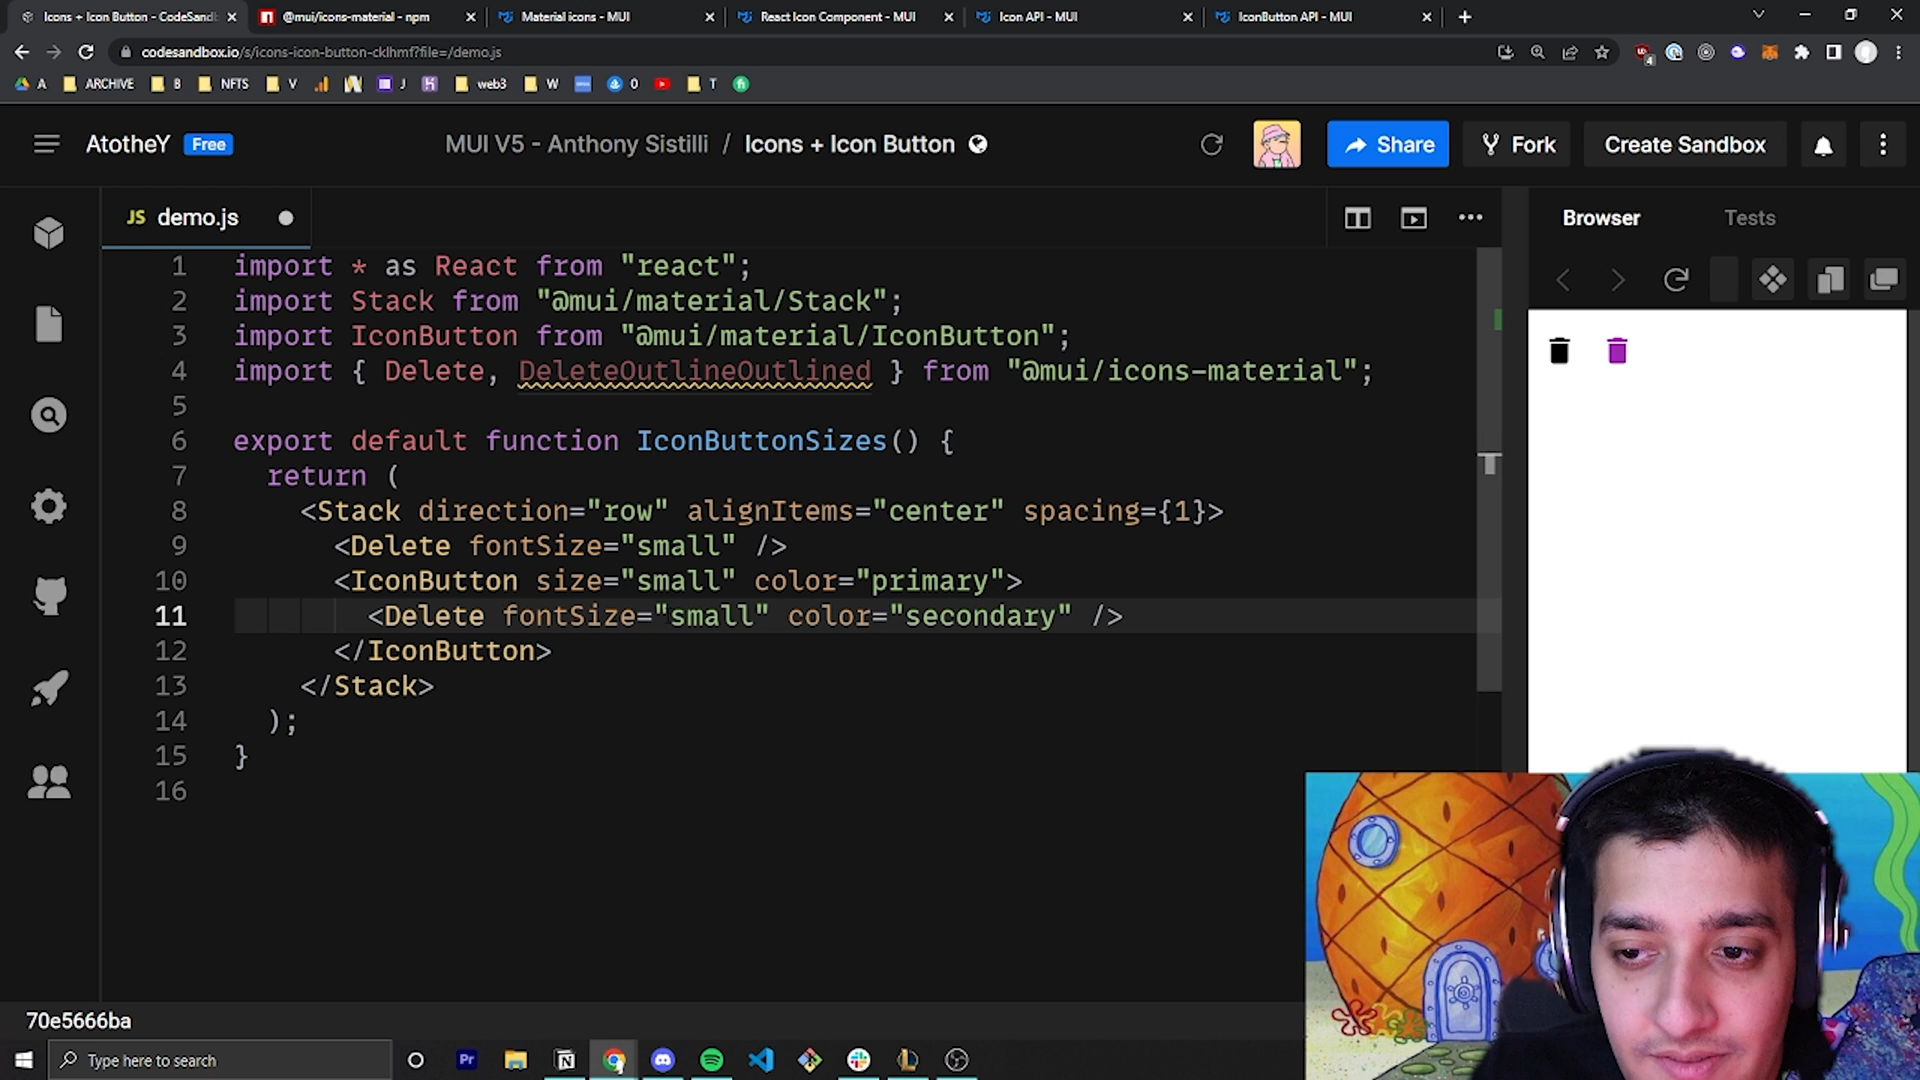 Icons + Icon Button - CodeSandb
@mui/icons-material - npm
Material icons - MUI
React Icon Component - MUI
Icon API - MUI
IconButton API - MUI
codesandbox.io/s/icons-icon-button-cklhmf?file=/demo.js
A ARCHIVE B NFTS V J web3 W O T
AtotheY Free MUI V5 - Anthony Sistilli / Icons + Icon Button Share Fork Create Sandbox
JS demo.js
Browser Tests
1 import * as React from "react";
2 import Stack from "@mui/material/Stack";
3 import IconButton from "@mui/material/IconButton";
4 import { Delete, DeleteOutlineOutlined } from "@mui/icons-material";
5
6 export default function IconButtonSizes() {
7 return (
8 <Stack direction="row" alignItems="center" spacing={1}>
9 <Delete fontSize="small" />
10 <IconButton size="small" color="primary">
11 <Delete fontSize="small" color="secondary" />
12 </IconButton>
13 </Stack>
14 );
15 }
16
70e5666ba
Type here to search
Pr